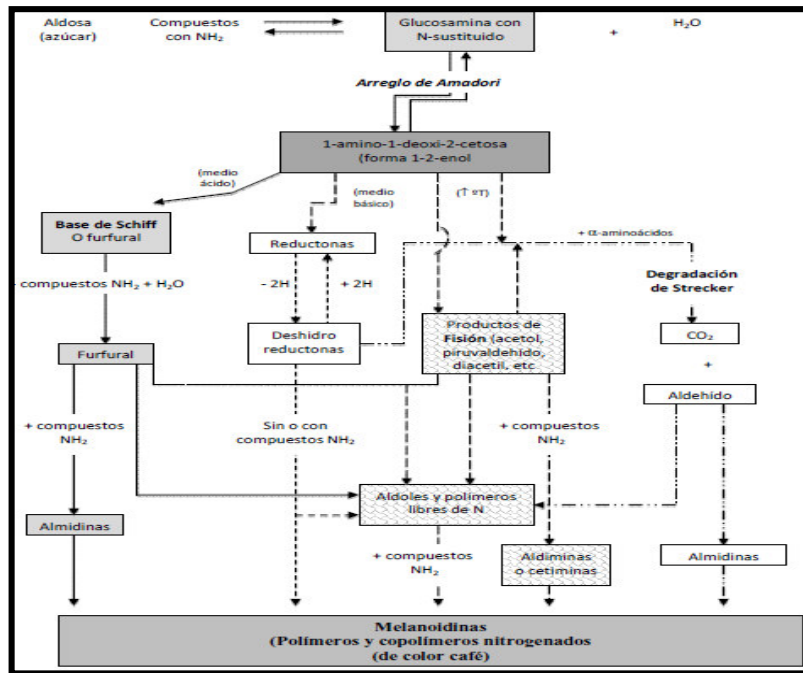 Aldosa
(azúcar)
Compuestos
con NH₂
Glucosamina con
N-sustituido
+
H₂O
Arreglo de Amadori
1-amino-1-deoxi-2-cetosa
(forma 1-2-enol
(medio
ácido)
(medio
básico)
(↑ ºT)
Base de Schiff
O furfural
Reductonas
+ α-aminoácidos
- compuestos NH₂ + H₂O
- 2H
+ 2H
Degradación
de Strecker
Deshidro
reductonas
Productos de
Fisión (acetol,
piruvaldehido,
diacetil, etc
CO₂
+
Furfural
Aldehido
+ compuestos
NH₂
Sin o con
compuestos NH₂
+ compuestos
NH₂
Aldoles y polímeros
libres de N
Almidinas
+ compuestos
NH₂
Aldiminas
o cetiminas
Almidinas
Melanoidinas
(Polímeros y copolímeros nitrogenados
(de color café)